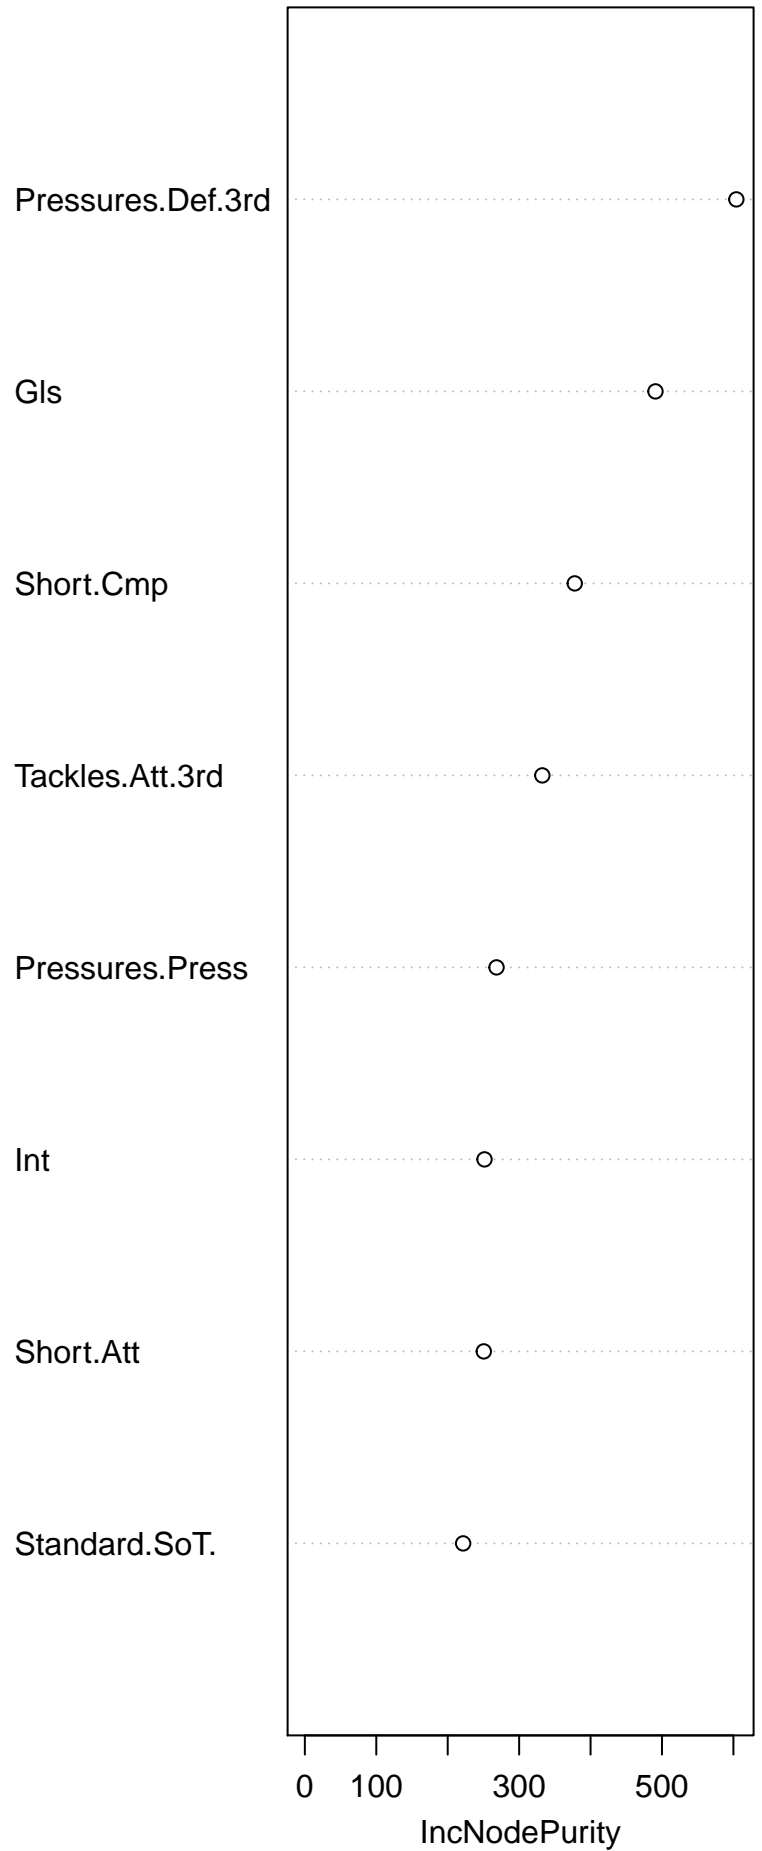 Pressures.Def.3rd
Gls
Short.Cmp
Tackles.Att.3rd
Pressures.Press
Int
Short.Att
Standard.SoT.
0 100 300 500
IncNodePurity